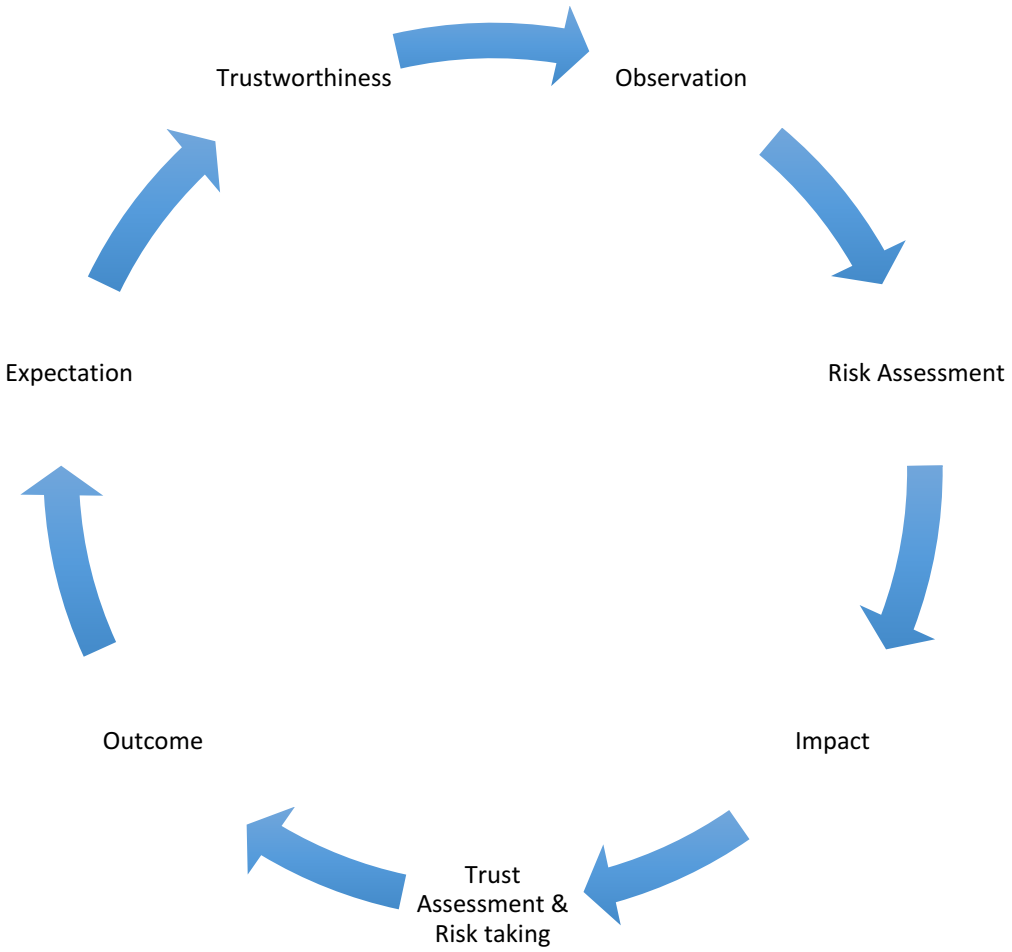 Trustworthiness
Observation
Risk Assessment
Impact
Trust
Assessment &
Risk taking
Outcome
Expectation